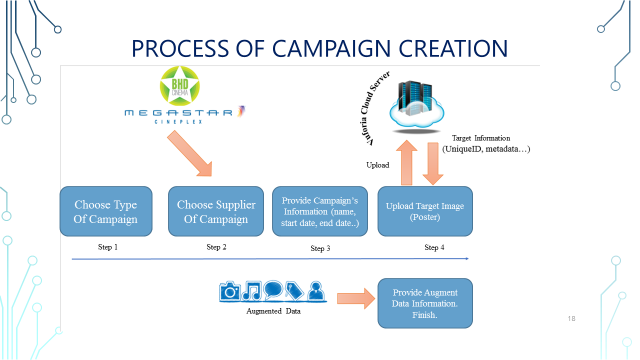 PROCESS OF CAMPAIGN CREATION
BHD
CINEMA
MEGASTAR
CINEPLEX
Vuforia Cloud Server
Target Information
(UniqueID, metadata…)
Upload
Choose Type
Of Campaign
Choose Supplier
Of Campaign
Provide Campaign’s
Information (name,
start date, end date..)
Upload Target Image
(Poster)
Step 1
Step 2
Step 3
Step 4
Augmented Data
Provide Augment
Data Information.
Finish.
18